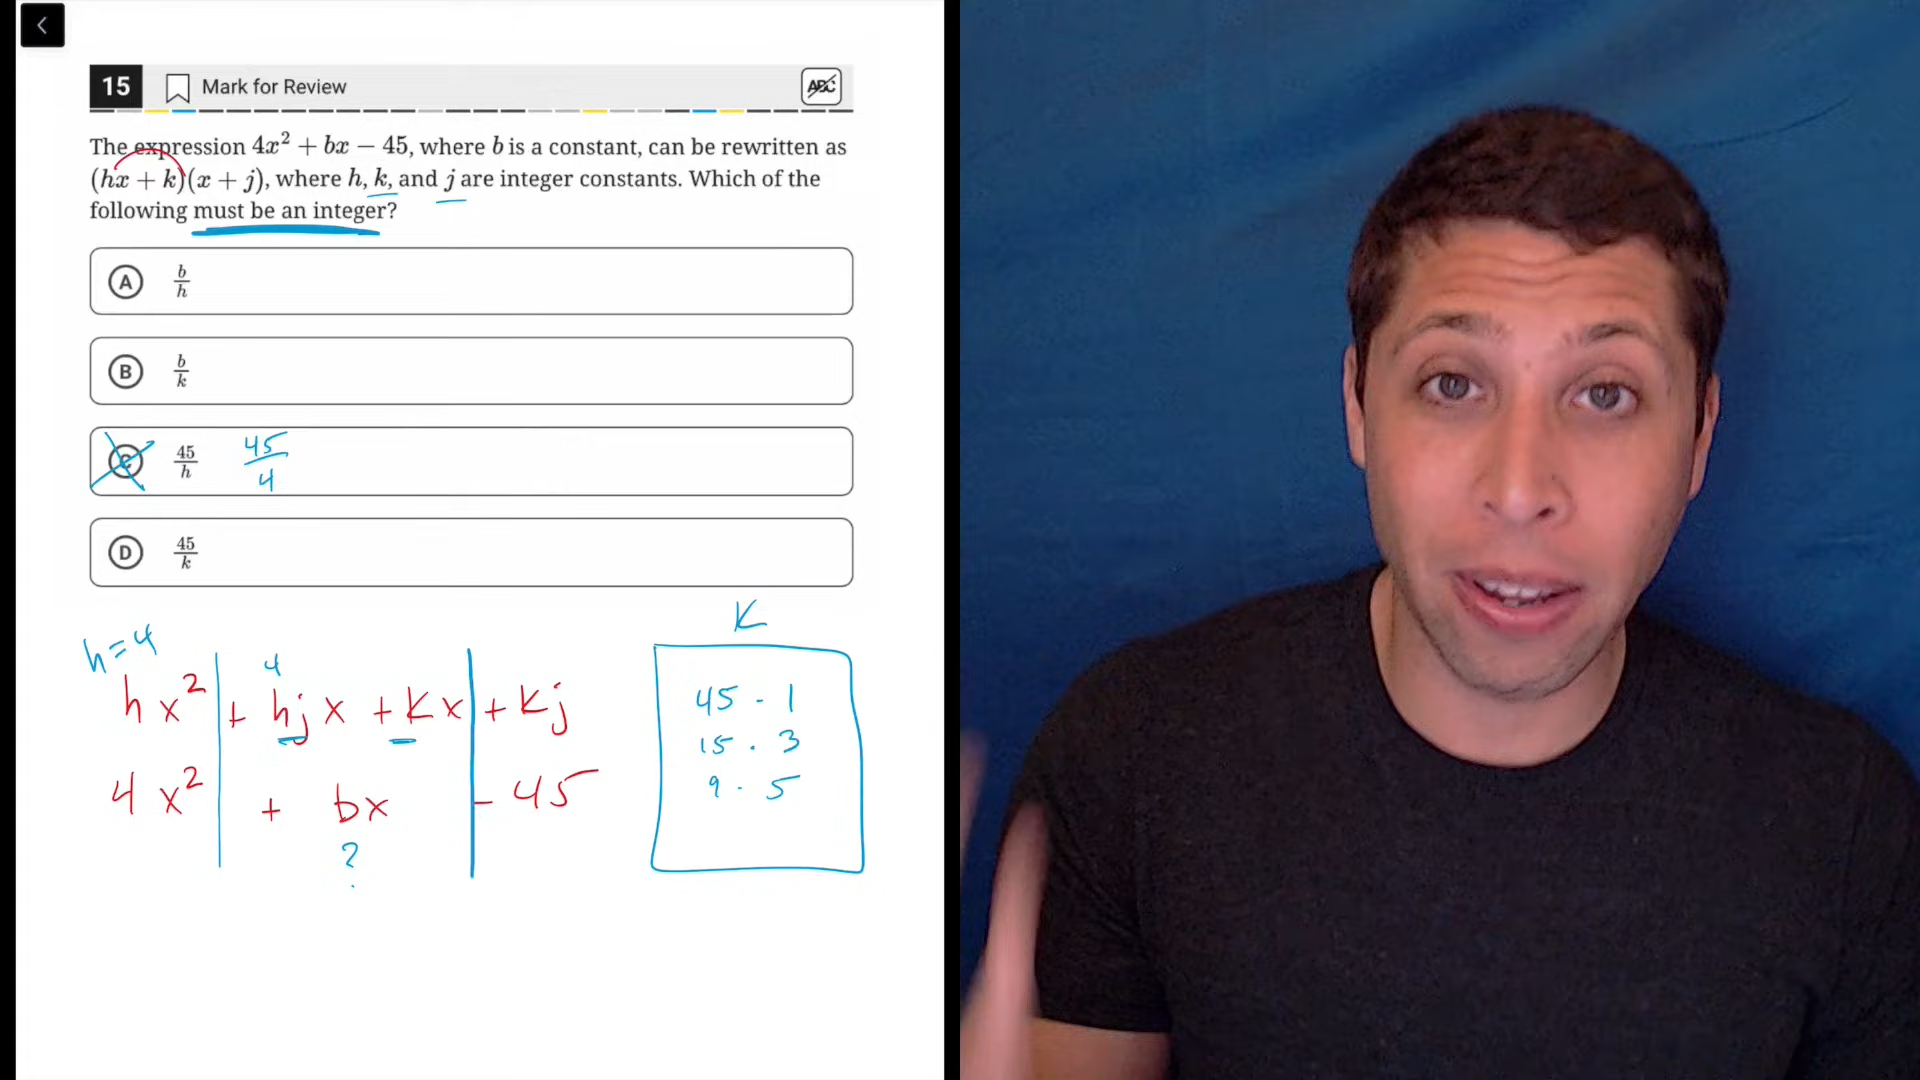 15 Mark for Review ABC
The expression 4x² + bx − 45, where b is a constant, can be rewritten as
(hx + k)(x + j), where h, k, and j are integer constants. Which of the
following must be an integer?
A b/h
B b/k
C 45/h 45/4
D 45/k
K
h=4
4
hx² + hjx + kx + kj
4x² + bx − 45
?
45 · 1
15 · 3
9 · 5